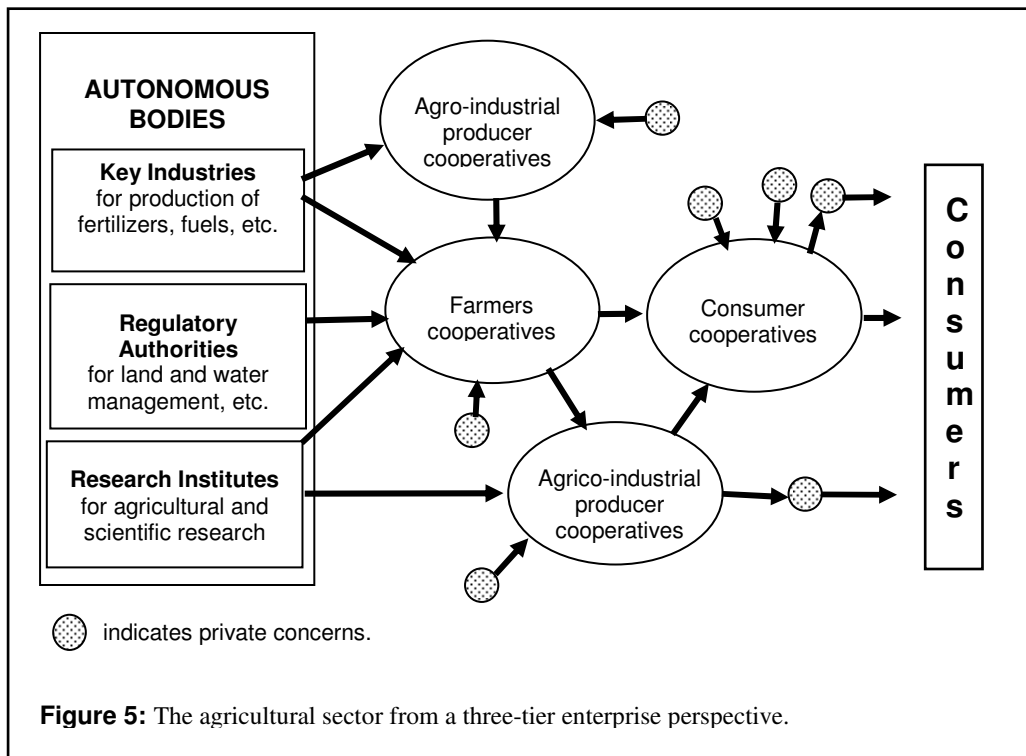 AUTONOMOUS
BODIES
Key Industries
for production of
fertilizers, fuels, etc.
Regulatory
Authorities
for land and water
management, etc.
Research Institutes
for agricultural and
scientific research
Agro-industrial
producer
cooperatives
Farmers
cooperatives
Consumer
cooperatives
Agrico-industrial
producer
cooperatives
Consumers
indicates private concerns.
Figure 5: The agricultural sector from a three-tier enterprise perspective.